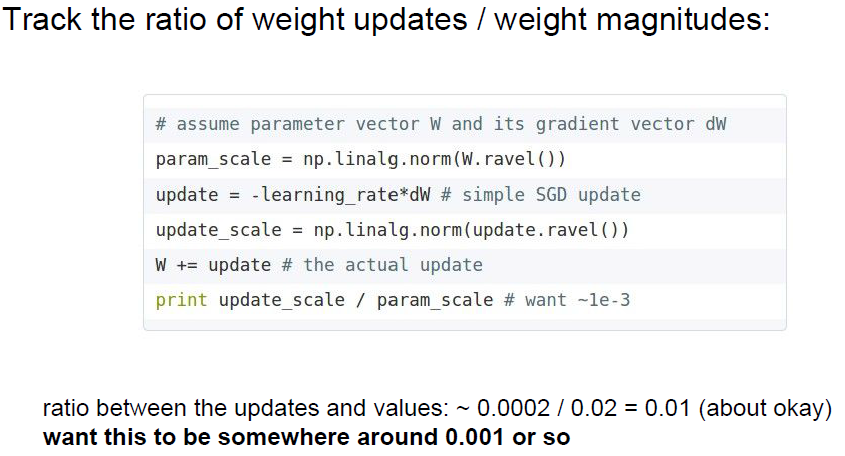 Track the ratio of weight updates / weight magnitudes:
# assume parameter vector W and its gradient vector dW
param_scale = np.linalg.norm(W.ravel())
update = -learning_rate*dW # simple SGD update
update_scale = np.linalg.norm(update.ravel())
W += update # the actual update
print update_scale / param_scale # want ~1e-3
ratio between the updates and values: ~ 0.0002 / 0.02 = 0.01 (about okay)
want this to be somewhere around 0.001 or so